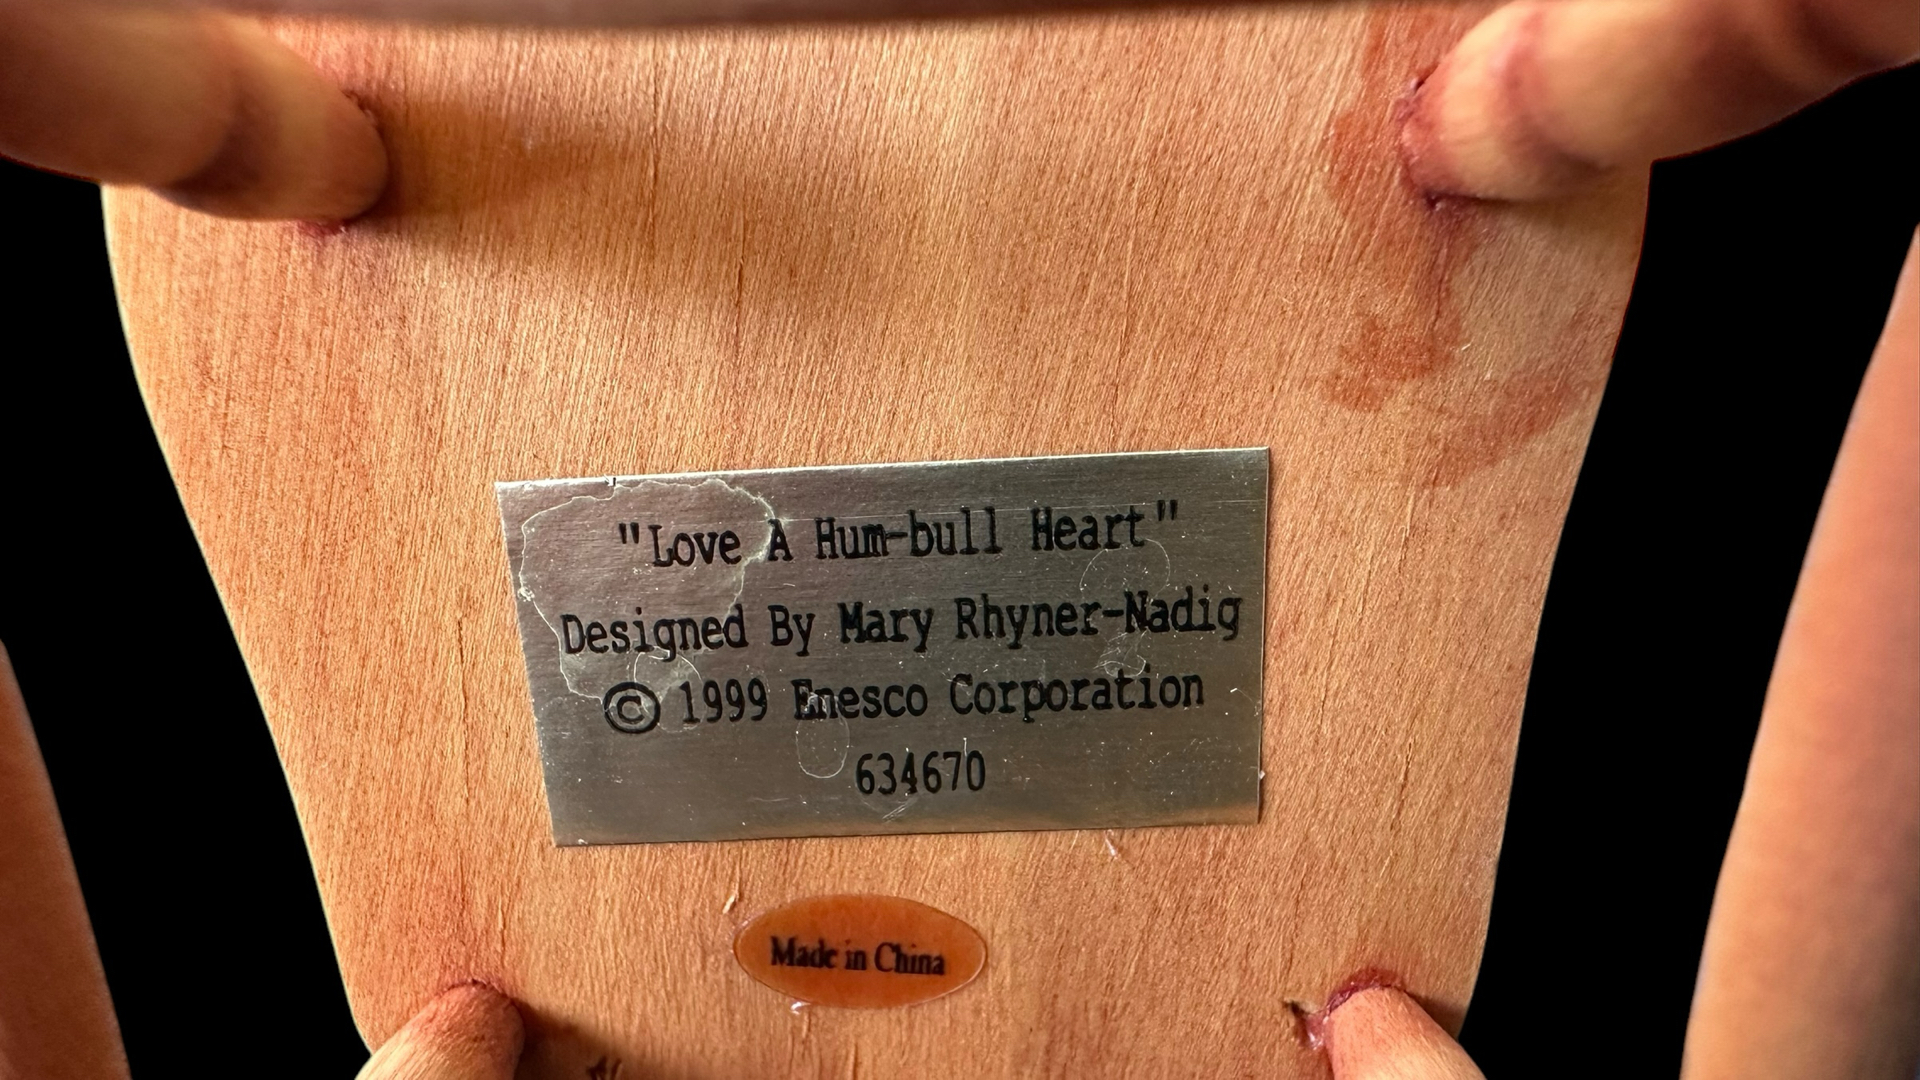 "Love A Hum-bull Heart"
Designed By Mary Rhyner-Nadig
© 1999 Enesco Corporation
634670
Made in China